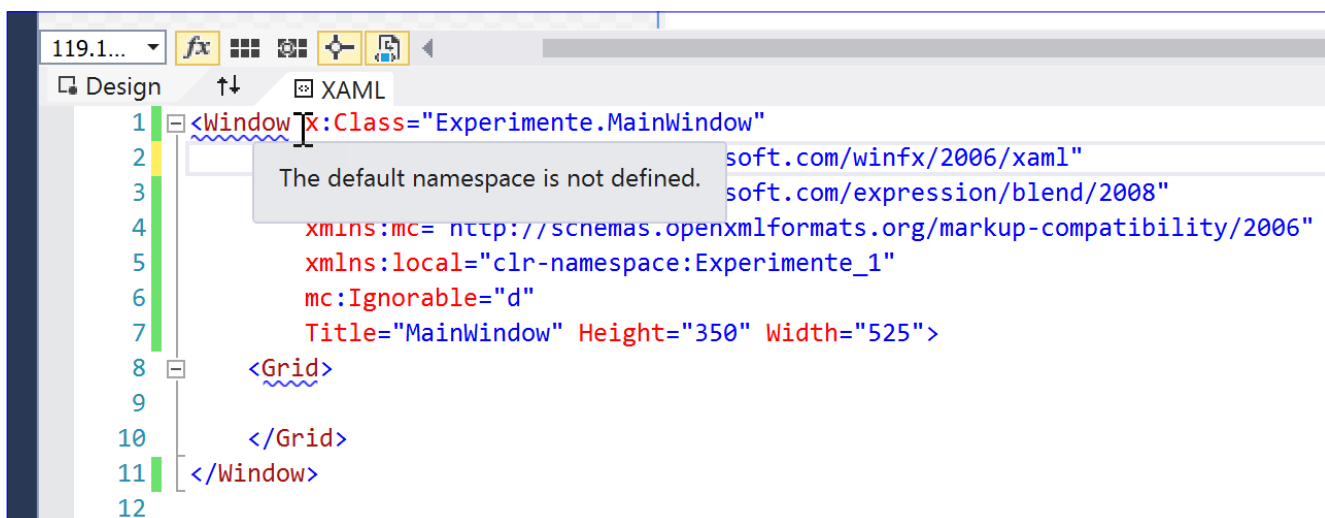 119.1...
fx
Design
XAML
1 <Window x:Class="Experimente.MainWindow"
2 soft.com/winfx/2006/xaml"
The default namespace is not defined.
3 soft.com/expression/blend/2008"
4 xmlns:mc="http://schemas.openxmlformats.org/markup-compatibility/2006"
5 xmlns:local="clr-namespace:Experimente_1"
6 mc:Ignorable="d"
7 Title="MainWindow" Height="350" Width="525">
8 <Grid>
9
10 </Grid>
11 </Window>
12